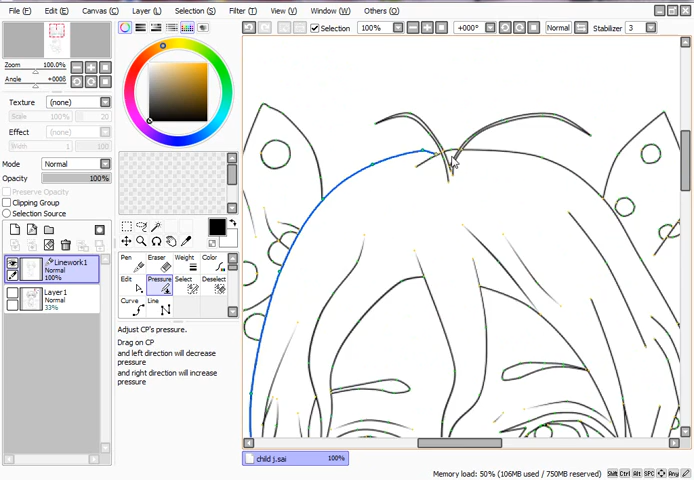 File (F) Edit (E) Canvas (C) Layer (L) Selection (S) Filter (T) View (V) Window (W) Others (O)
Selection 100% +000° Normal Stabilizer 3
Zoom 100.0%
Angle +000δ
Texture (none)
Scale 100% 20
Effect (none)
Width 1 100
Mode Normal
Opacity 100%
Preserve Opacity
Clipping Group
Selection Source
Linework1
Normal
100%
Layer1
Normal
33%
Pen Eraser Weight Color
Edit Pressure Select Deselect
Curve Line
Adjust CP's pressure.
Drag on CP
and left direction will decrease
pressure
and right direction will increase
pressure
child j.sai 100%
Memory load: 50% (106MB used / 750MB reserved) Shift Ctrl Alt SPC Any